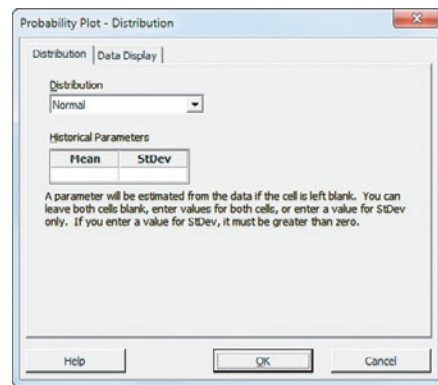 Probability Plot - Distribution
Distribution Data Display
Distribution
Normal
Historical Parameters
Mean StDev
A parameter will be estimated from the data if the cell is left blank. You can
leave both cells blank, enter values for both cells, or enter a value for StDev
only. If you enter a value for StDev, it must be greater than zero.
Help OK Cancel